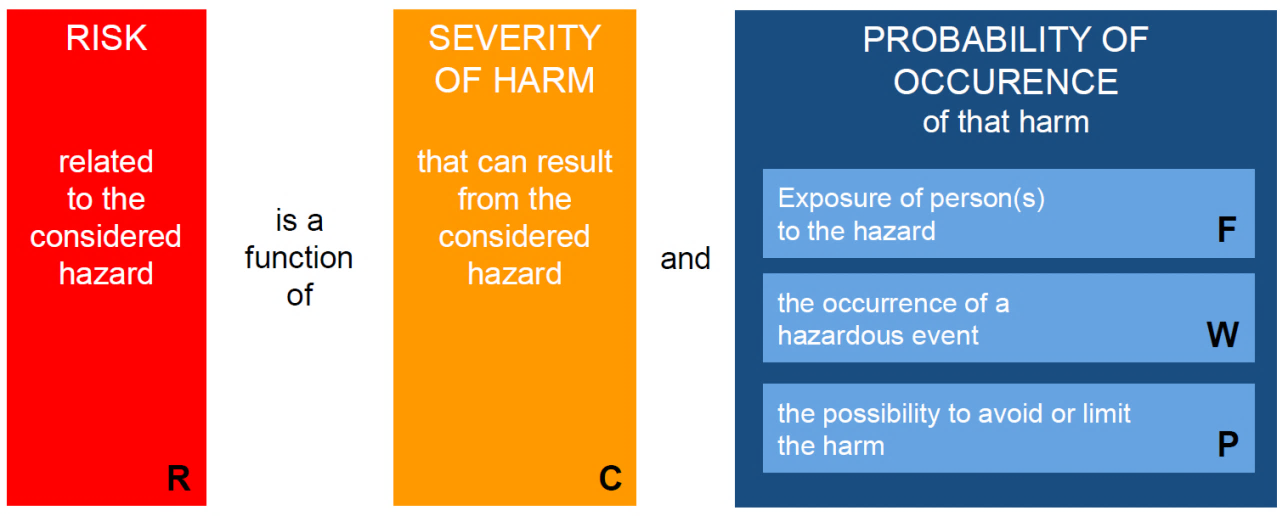 RISK
related
to the
considered
hazard
R
is a
function
of
SEVERITY
OF HARM
that can result
from the
considered
hazard
C
and
PROBABILITY OF
OCCURENCE
of that harm
Exposure of person(s)
to the hazard
F
the occurrence of a
hazardous event
W
the possibility to avoid or limit
the harm
P